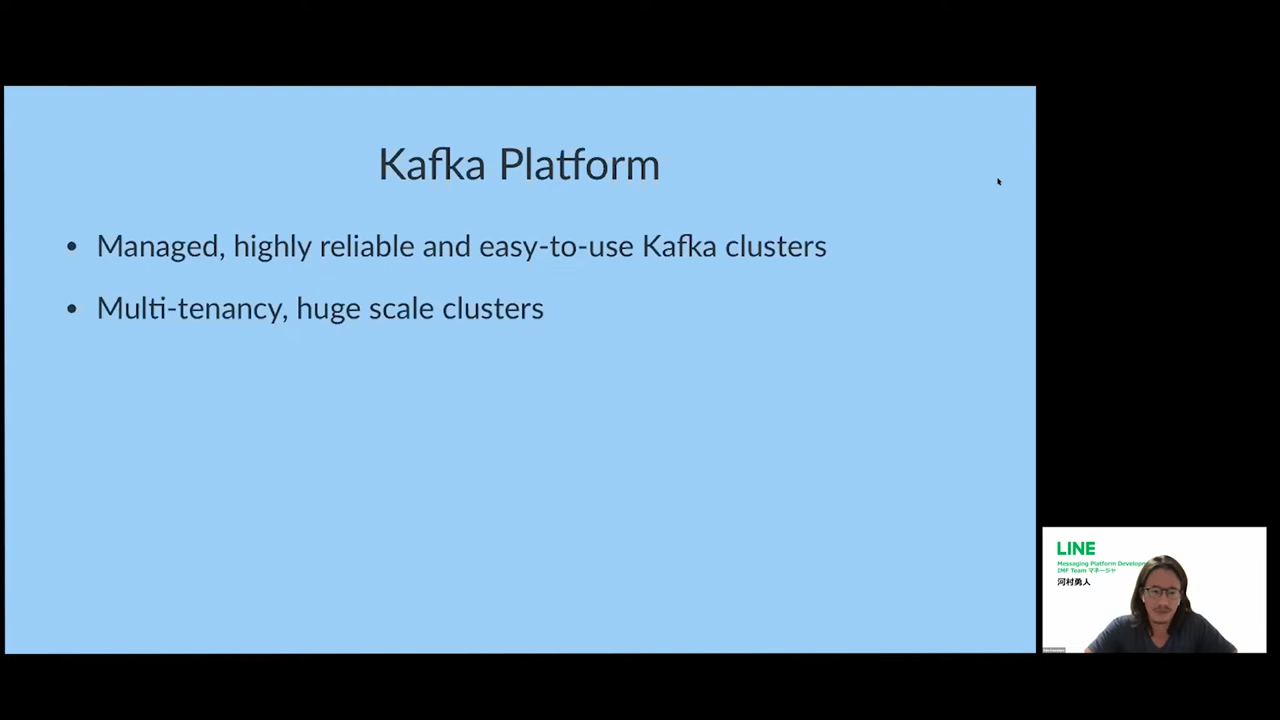 Kafka Platform
• Managed, highly reliable and easy-to-use Kafka clusters
• Multi-tenancy, huge scale clusters
LINE
Messaging Platform Develop
IMF Team マネージャ
河村勇人